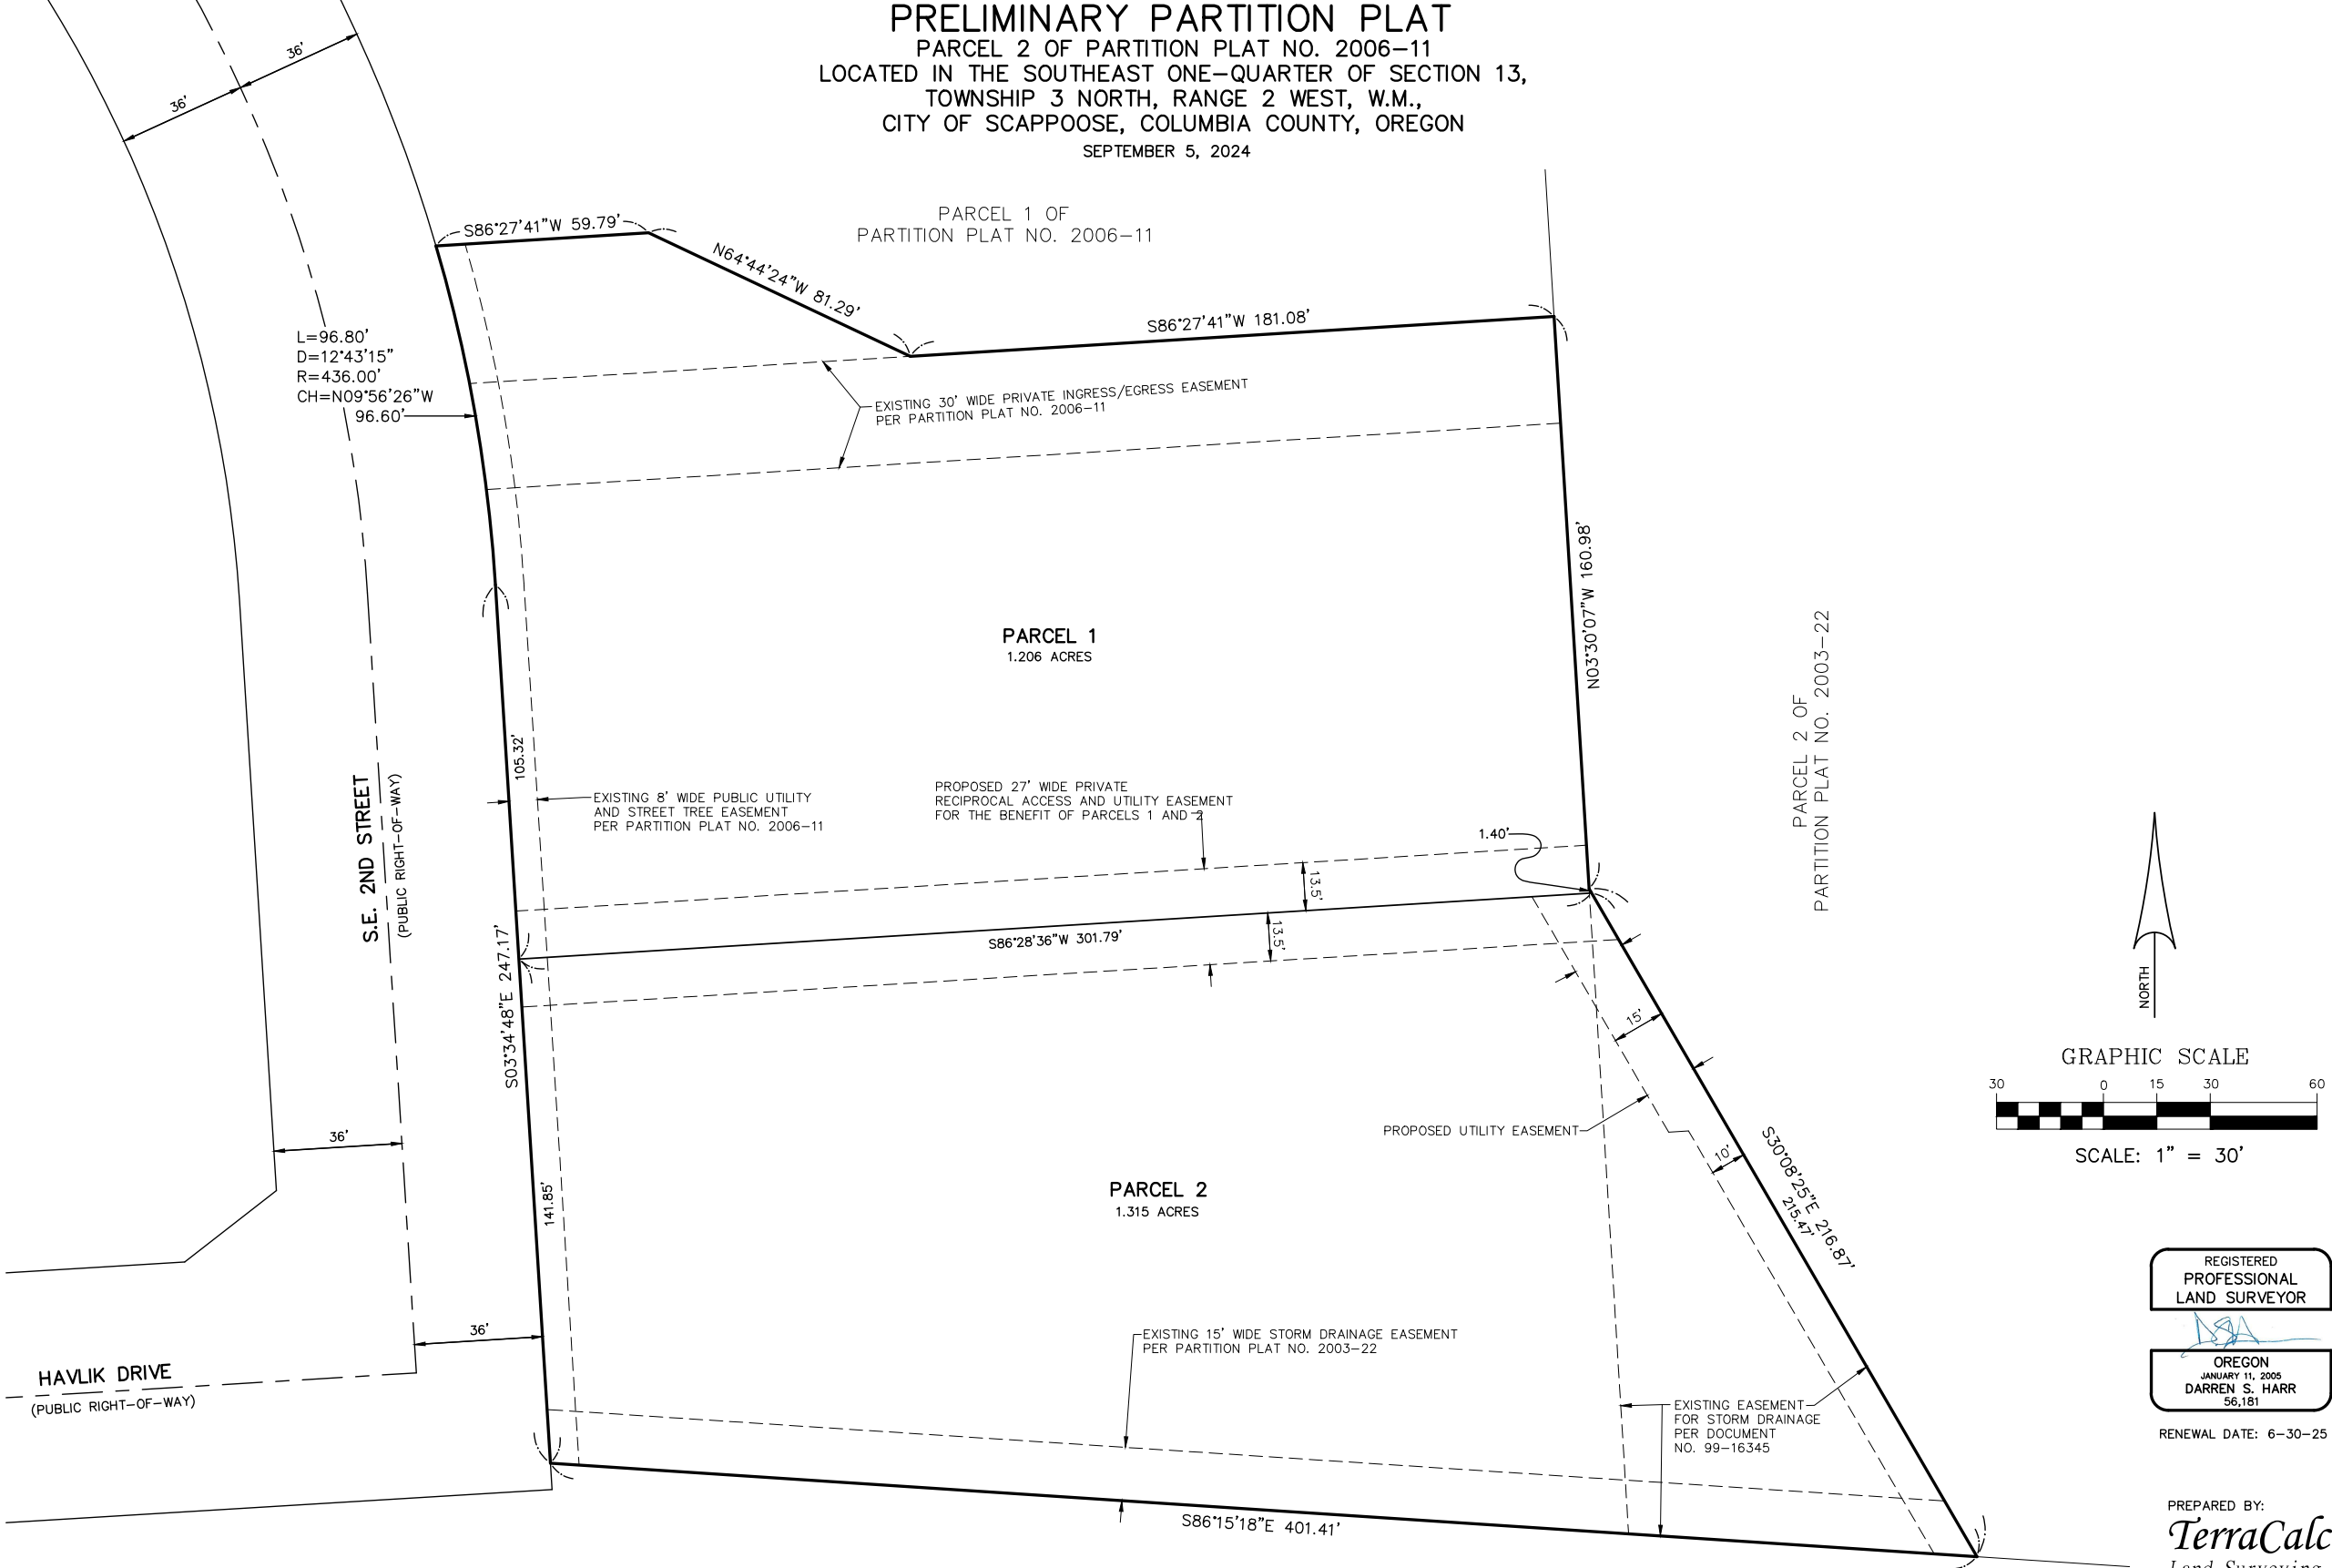 PRELIMINARY PARTITION PLAT
PARCEL 2 OF PARTITION PLAT NO. 2006-11
LOCATED IN THE SOUTHEAST ONE-QUARTER OF SECTION 13,
TOWNSHIP 3 NORTH, RANGE 2 WEST, W.M.,
CITY OF SCAPPOOSE, COLUMBIA COUNTY, OREGON
SEPTEMBER 5, 2024
36'
36'
PARCEL 1 OF
PARTITION PLAT NO. 2006-11
S86°27'41"W 59.79'
N64°44'24"W 81.29'
S86°27'41"W 181.08'
L=96.80'
D=12°43'15"
R=436.00'
CH=N09°56'26"W
96.60'
EXISTING 30' WIDE PRIVATE INGRESS/EGRESS EASEMENT
PER PARTITION PLAT NO. 2006-11
N03°30'07"W 160.98'
PARCEL 1
1.206 ACRES
PARCEL 2 OF
PARTITION PLAT NO. 2003-22
105.32'
EXISTING 8' WIDE PUBLIC UTILITY
AND STREET TREE EASEMENT
PER PARTITION PLAT NO. 2006-11
PROPOSED 27' WIDE PRIVATE
RECIPROCAL ACCESS AND UTILITY EASEMENT
FOR THE BENEFIT OF PARCELS 1 AND 2
1.40'
S.E. 2ND STREET
(PUBLIC RIGHT-OF-WAY)
13.5'
13.5'
S86°28'36"W 301.79'
S03°34'48"E 247.17'
15'
NORTH
GRAPHIC SCALE
30 0 15 30 60
SCALE: 1" = 30'
36'
PROPOSED UTILITY EASEMENT
10'
S30°08'25"E 216.87'
215.47'
141.85'
PARCEL 2
1.315 ACRES
36'
HAVLIK DRIVE
(PUBLIC RIGHT-OF-WAY)
EXISTING 15' WIDE STORM DRAINAGE EASEMENT
PER PARTITION PLAT NO. 2003-22
EXISTING EASEMENT
FOR STORM DRAINAGE
PER DOCUMENT
NO. 99-16345
S86°15'18"E 401.41'
REGISTERED
PROFESSIONAL
LAND SURVEYOR
OREGON
JANUARY 11, 2005
DARREN S. HARR
56,181
RENEWAL DATE: 6-30-25
PREPARED BY:
TerraCalc
Land Surveying